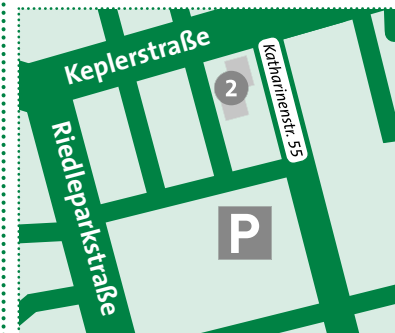 Keplerstraße
2
Katharinenstr. 55
Riedleparkstraße
P